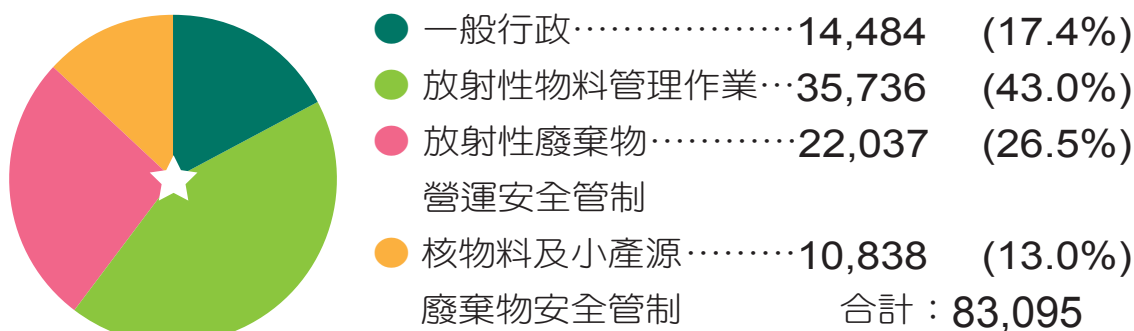 一般行政………………14,484 (17.4%)
放射性物料管理作業…35,736 (43.0%)
放射性廢棄物…………22,037 (26.5%)
營運安全管制
核物料及小產源………10,838 (13.0%)
廢棄物安全管制 合計：83,095